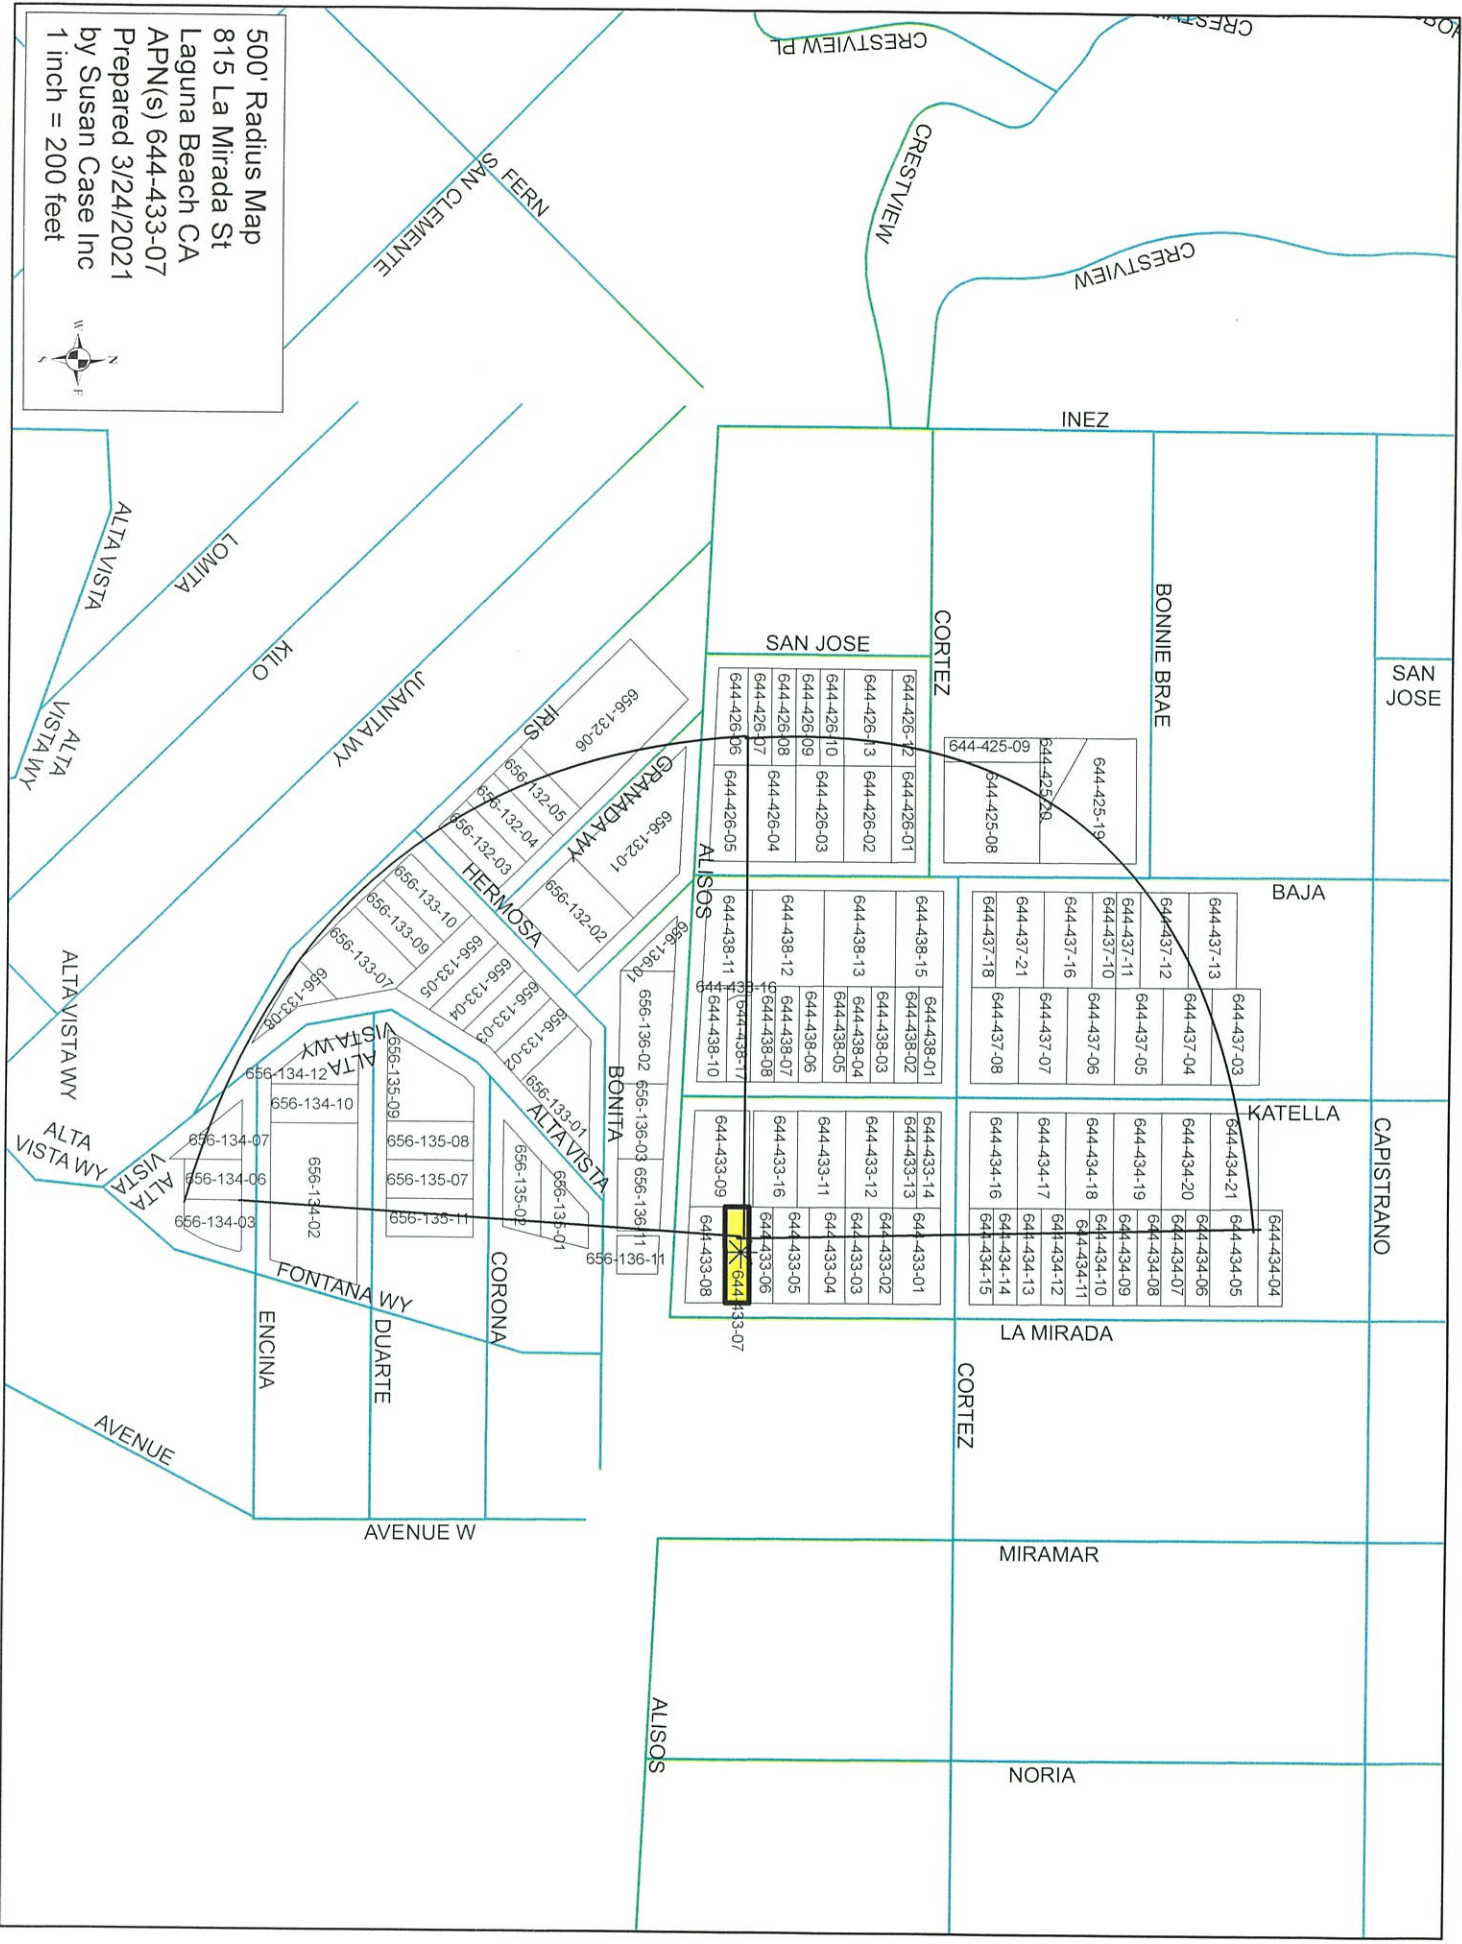 500' Radius Map
815 La Mirada St
Laguna Beach CA
APN(s) 644-433-07
Prepared 3/24/2021
by Susan Case Inc
1 inch = 200 feet
N
W
E
S
CRESTVIEW PL
CRESTVIEW
CRESTVIEW
S FERN
AN CLEMENTE
INEZ
BONNIE BRAE
SAN
JOSE
SAN JOSE
CORTEZ
BAJA
ALISOS
KATELLA
CAPISTRANO
LA MIRADA
CORTEZ
MIRAMAR
NORIA
ALISOS
AVENUE W
AVENUE
ENCINA
DUARTE
CORONA
FONTANA WY
BONITA
ALTA VISTA
HERMOSA
GRANADA WY
IRIS
JUANITA WY
KILO
LOMITA
ALTA VISTA
ALTA
VISTA WY
ALTA VISTA WY
ALTA
VISTA WY
ALTA
VISTA
ALTA
VISTA WY
644-425-09
644-425-20
644-425-19
644-425-08
644-426-12
644-426-13
644-426-10
644-426-09
644-426-08
644-426-07
644-426-06
644-426-01
644-426-02
644-426-03
644-426-04
644-426-05
644-437-13
644-437-12
644-437-11
644-437-10
644-437-16
644-437-21
644-437-18
644-437-03
644-437-04
644-437-05
644-437-06
644-437-07
644-437-08
644-438-15
644-438-13
644-438-12
644-438-11
644-438-16
644-438-01
644-438-02
644-438-03
644-438-04
644-438-05
644-438-06
644-438-07
644-438-08
644-438-17
644-438-10
644-434-21
644-434-20
644-434-19
644-434-18
644-434-17
644-434-16
644-434-04
644-434-05
644-434-06
644-434-07
644-434-08
644-434-09
644-434-10
644-434-11
644-434-12
644-434-13
644-434-14
644-434-15
644-433-14
644-433-13
644-433-12
644-433-11
644-433-16
644-433-09
644-433-01
644-433-02
644-433-03
644-433-04
644-433-05
644-433-06
644-433-07
644-433-08
656-132-06
656-132-05
656-132-04
656-132-03
656-132-01
656-132-02
656-136-01
656-136-02
656-136-03
656-136-11
656-136-11
656-133-10
656-133-09
656-133-07
656-133-08
656-133-05
656-133-04
656-133-03
656-133-02
656-133-01
656-135-09
656-135-08
656-135-07
656-135-11
656-135-02
656-135-01
656-134-12
656-134-10
656-134-02
656-134-07
656-134-06
656-134-03